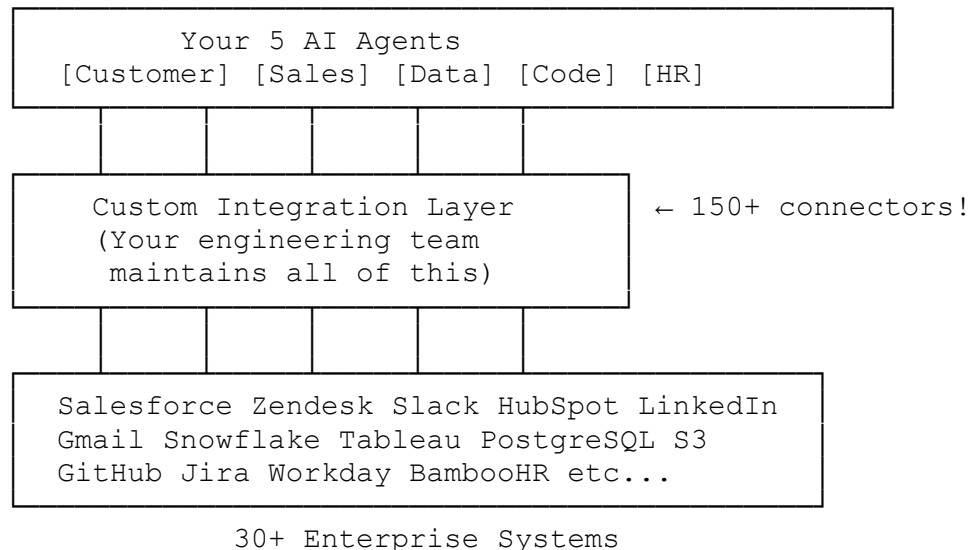 Your 5 AI Agents
[Customer] [Sales] [Data] [Code] [HR]
Custom Integration Layer ← 150+ connectors!
(Your engineering team
maintains all of this)
Salesforce Zendesk Slack HubSpot LinkedIn
Gmail Snowflake Tableau PostgreSQL S3
GitHub Jira Workday BambooHR etc...
30+ Enterprise Systems